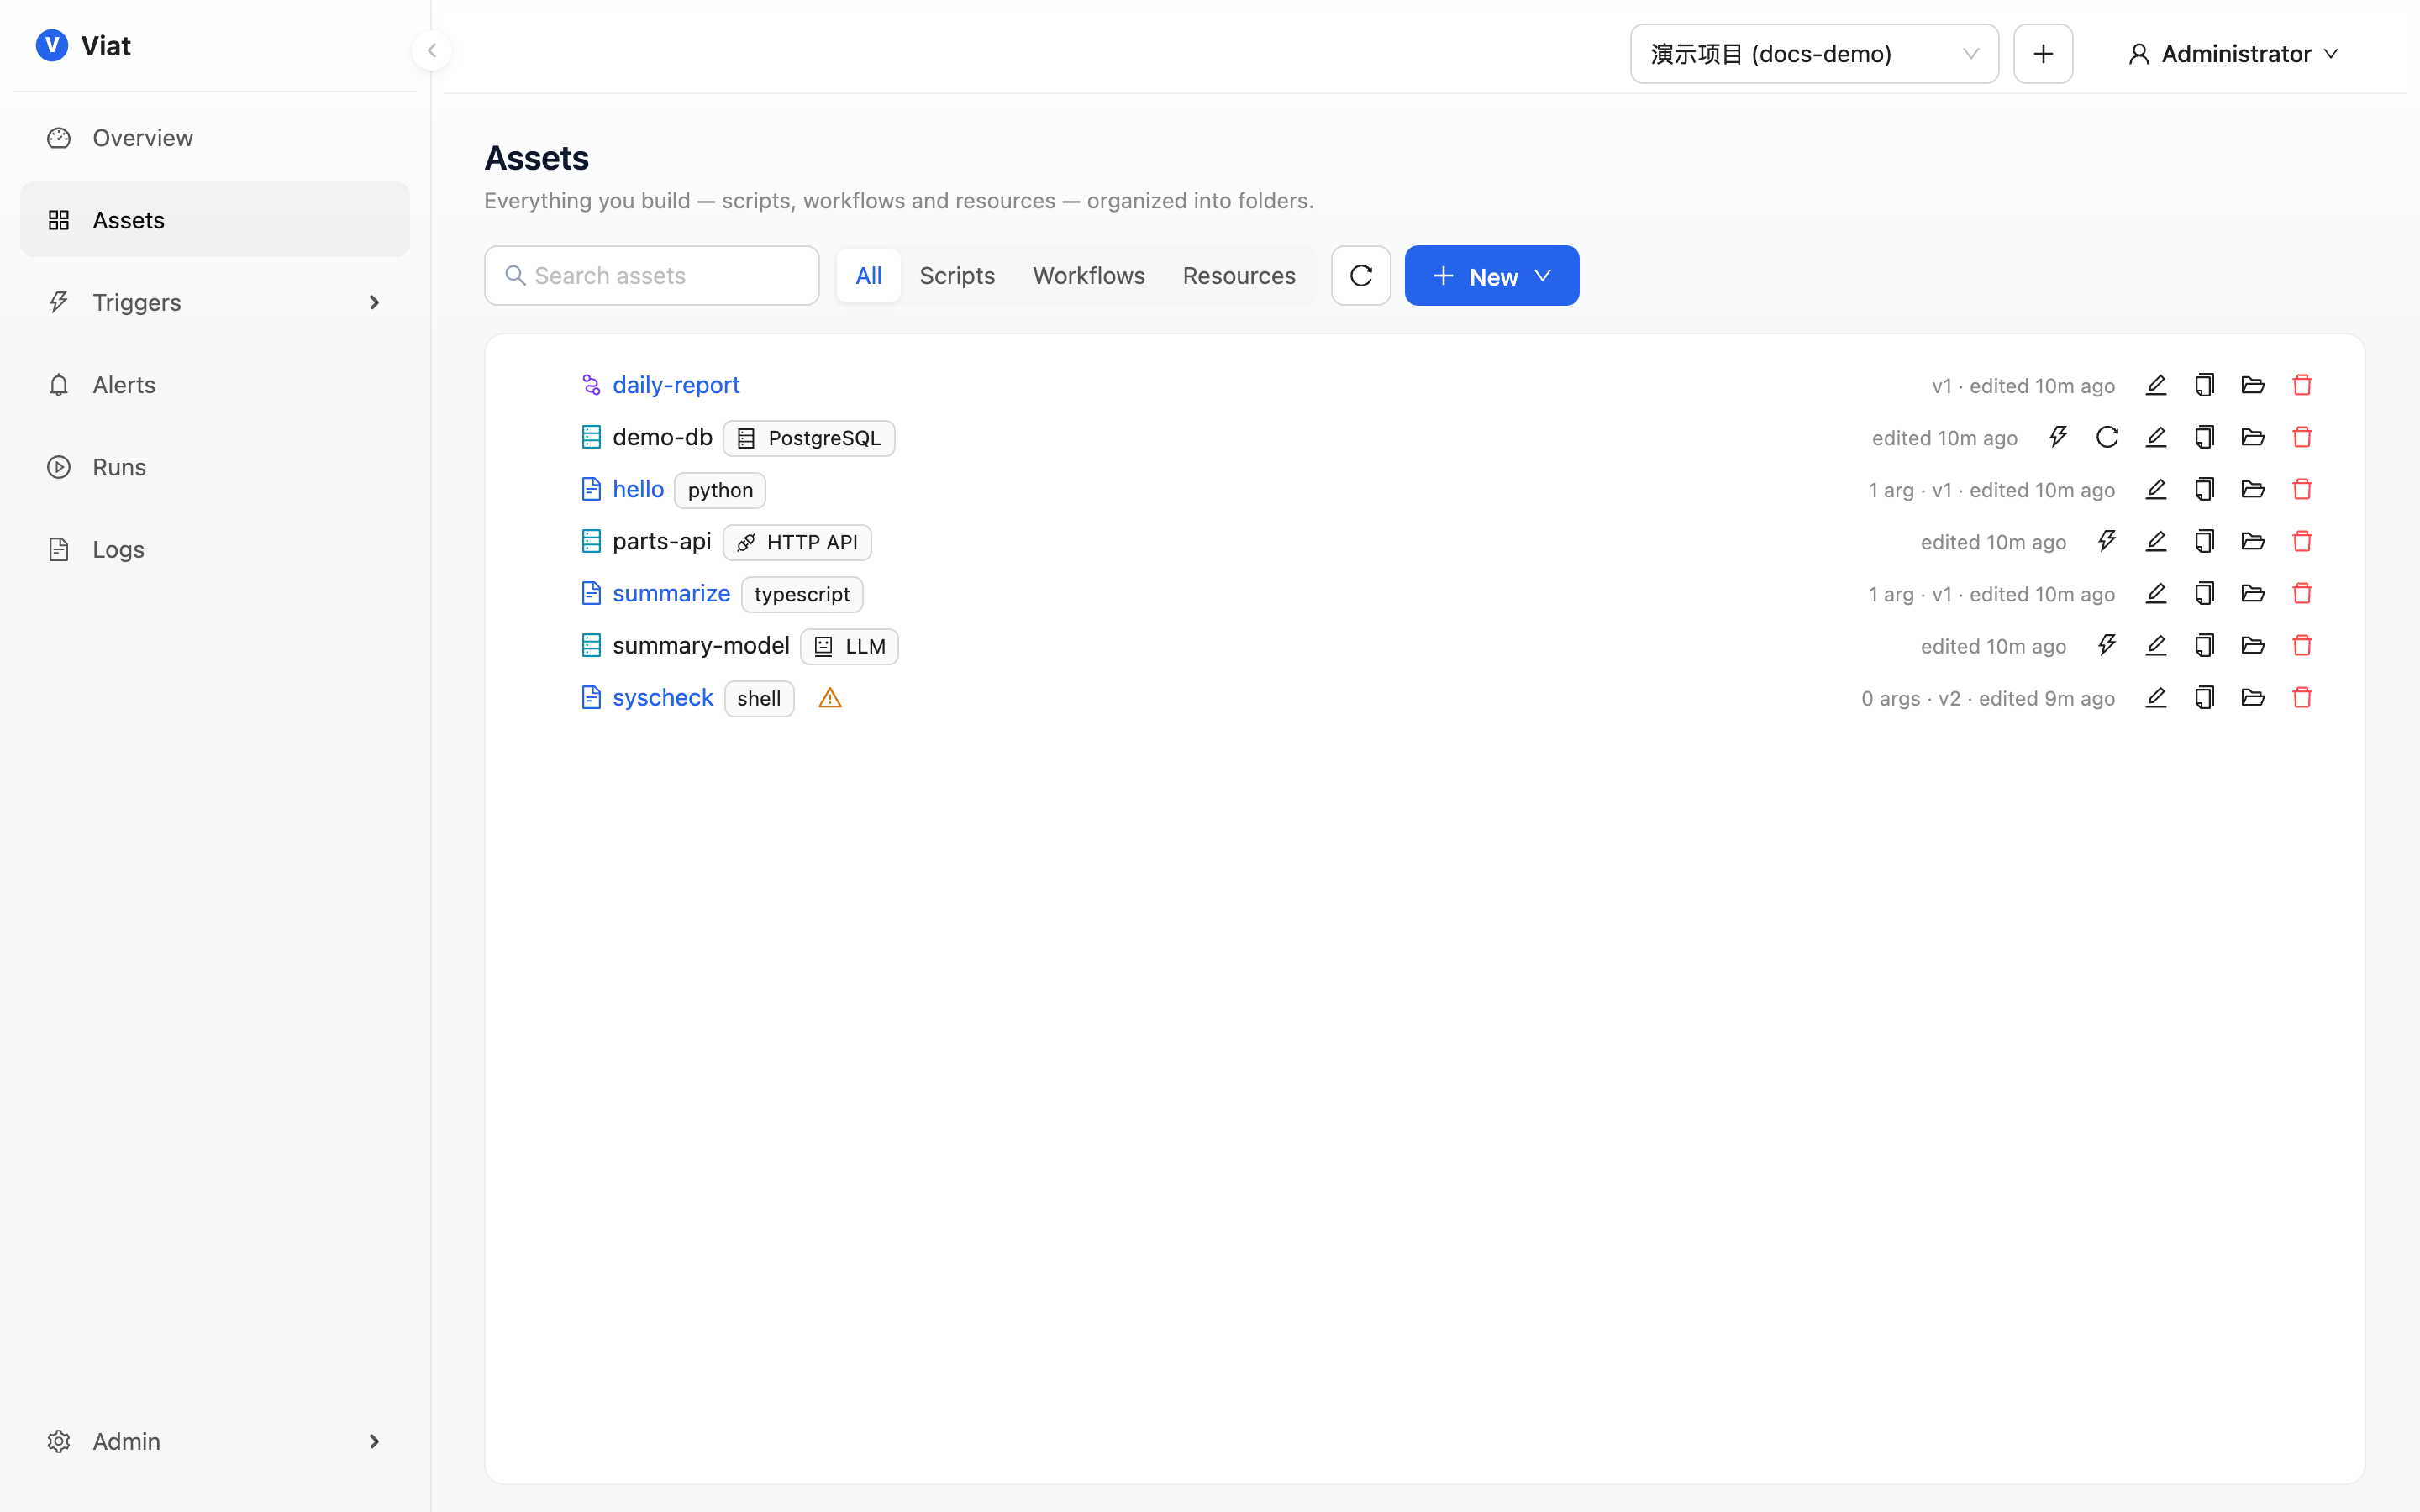 V Viat
演示项目 (docs-demo)
Administrator
Overview
Assets
Triggers
Alerts
Runs
Logs
Admin
Assets
Everything you build — scripts, workflows and resources — organized into folders.
Search assets All Scripts Workflows Resources New
daily-report v1 · edited 10m ago
demo-db PostgreSQL edited 10m ago
hello python 1 arg · v1 · edited 10m ago
parts-api HTTP API edited 10m ago
summarize typescript 1 arg · v1 · edited 10m ago
summary-model LLM edited 10m ago
syscheck shell 0 args · v2 · edited 9m ago